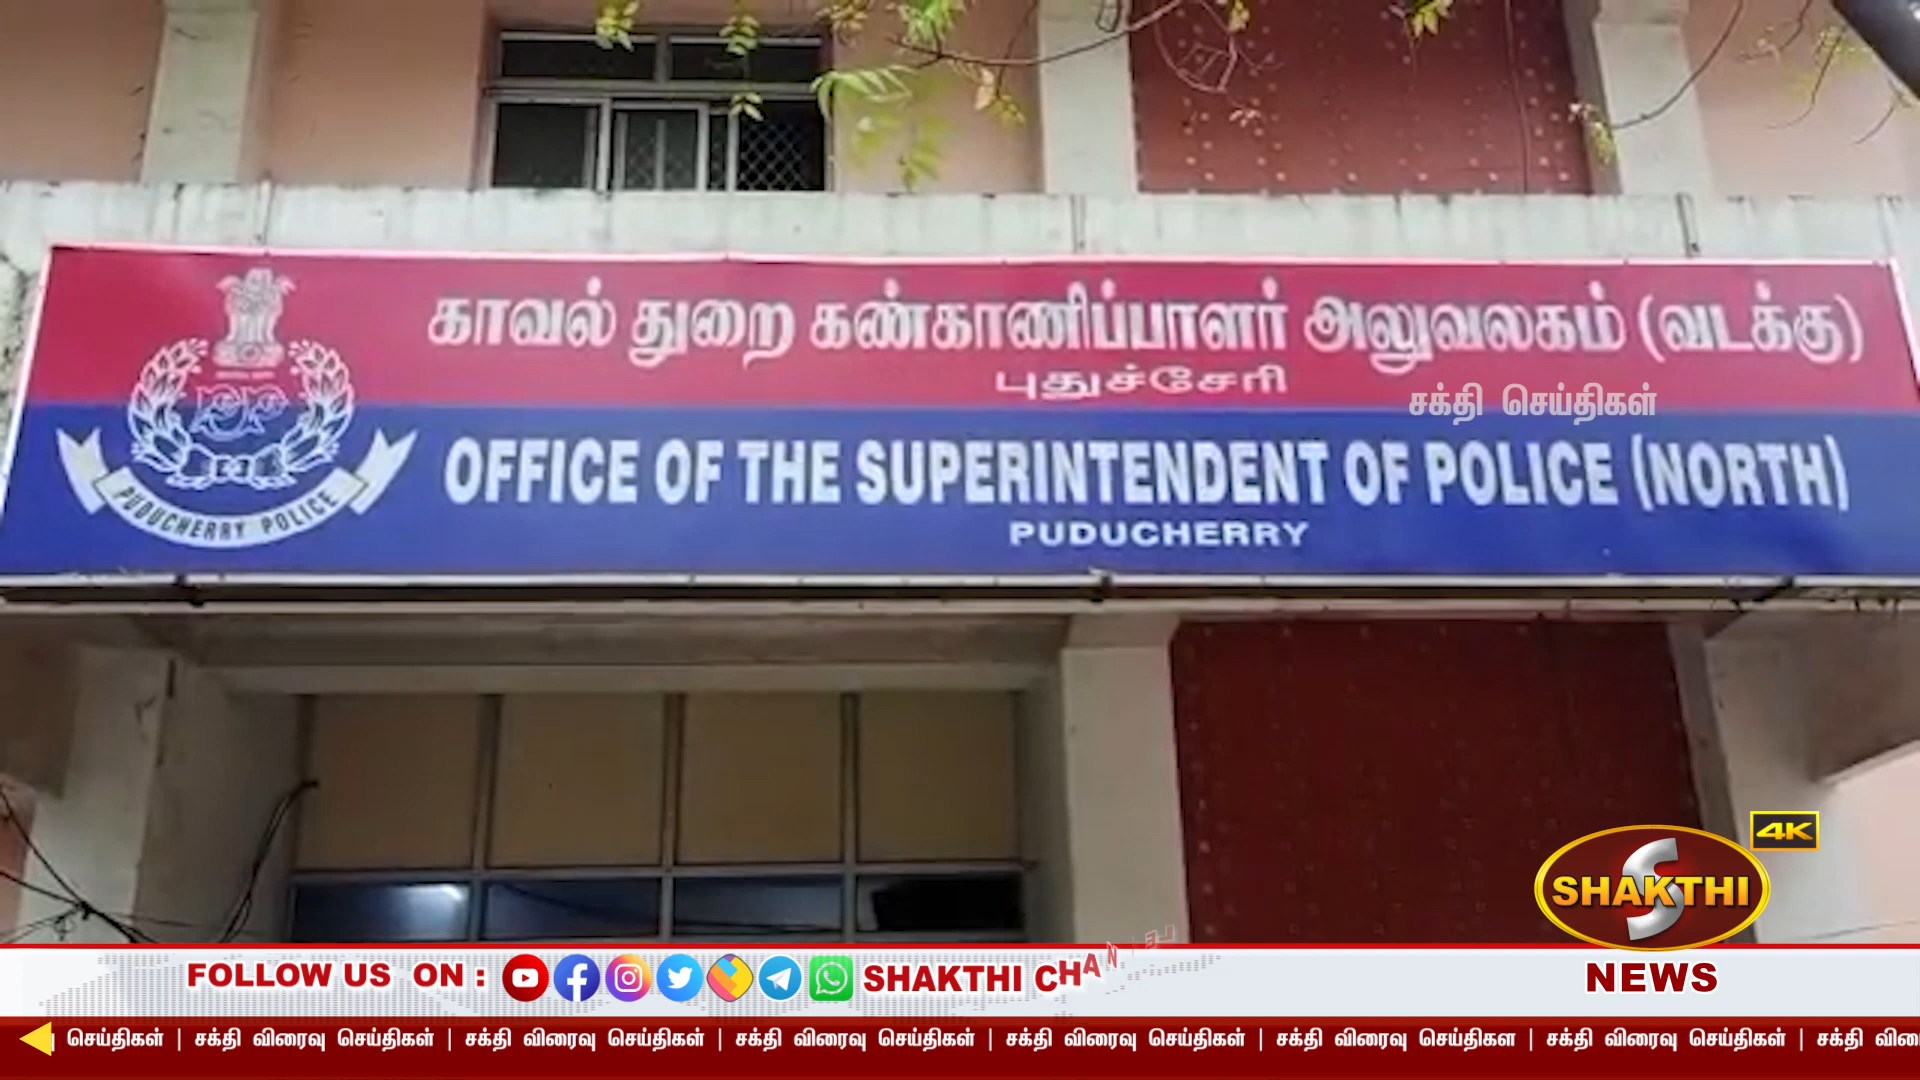 காவல் துறை கண்காணிப்பாளர் அலுவலகம் (வடக்கு)
புதுச்சேரி
சக்தி செய்திகள்
OFFICE OF THE SUPERINTENDENT OF POLICE (NORTH)
PUDUCHERRY
PUDUCHERRY POLICE
4K
SHAKTHI
NEWS
FOLLOW US ON : SHAKTHI CHAN
செய்திகள் | சக்தி விரைவு செய்திகள் | சக்தி விரைவு செய்திகள் | சக்தி விரைவு செய்திகள் | சக்தி விரைவு செய்திகள் | சக்தி விரைவு செய்திகள | சக்தி விரைவு செய்திகள் | சக்தி